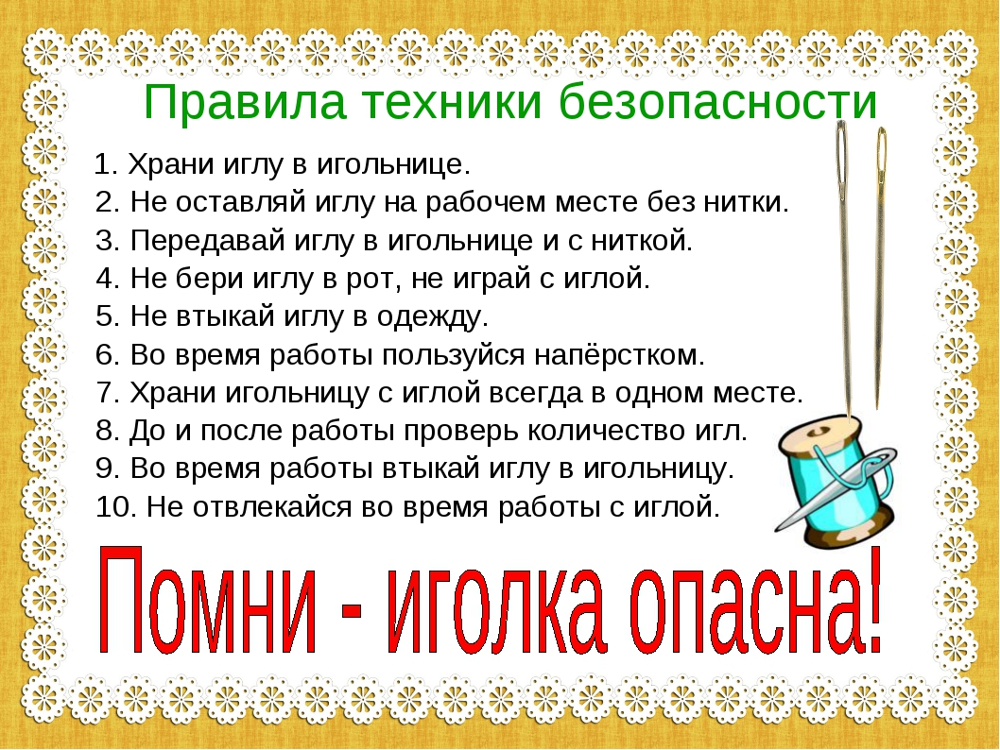 Правила техники безопасности
1. Храни иглу в игольнице.
2. Не оставляй иглу на рабочем месте без нитки.
3. Передавай иглу в игольнице и с ниткой.
4. Не бери иглу в рот, не играй с иглой.
5. Не втыкай иглу в одежду.
6. Во время работы пользуйся напёрстком.
7. Храни игольницу с иглой всегда в одном месте.
8. До и после работы проверь количество игл.
9. Во время работы втыкай иглу в игольницу.
10. Не отвлекайся во время работы с иглой.
Помни - иголка опасна!